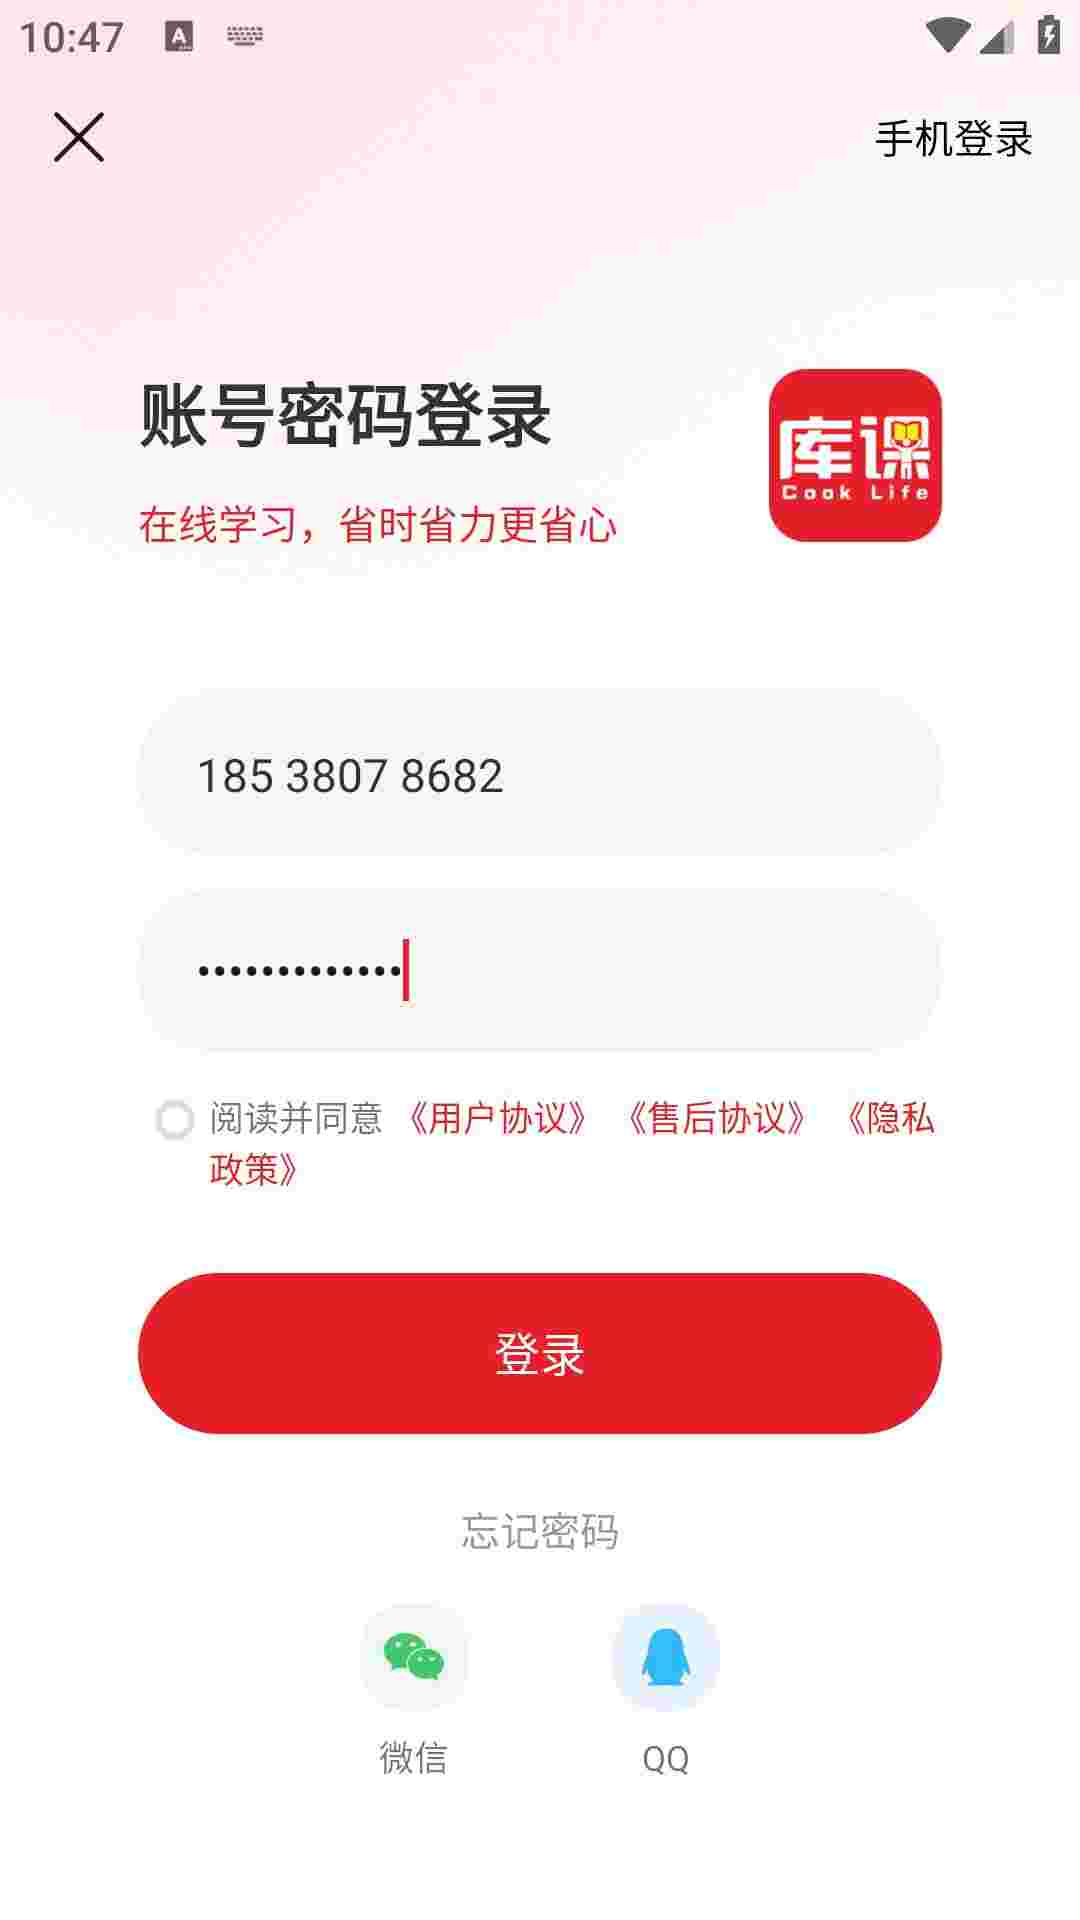 10:47
手机登录
账号密码登录
库课
Cook Life
在线学习，省时省力更省心
185 3807 8682
•••••••••••••
阅读并同意 《用户协议》 《售后协议》 《隐私
政策》
登录
忘记密码
微信
QQ